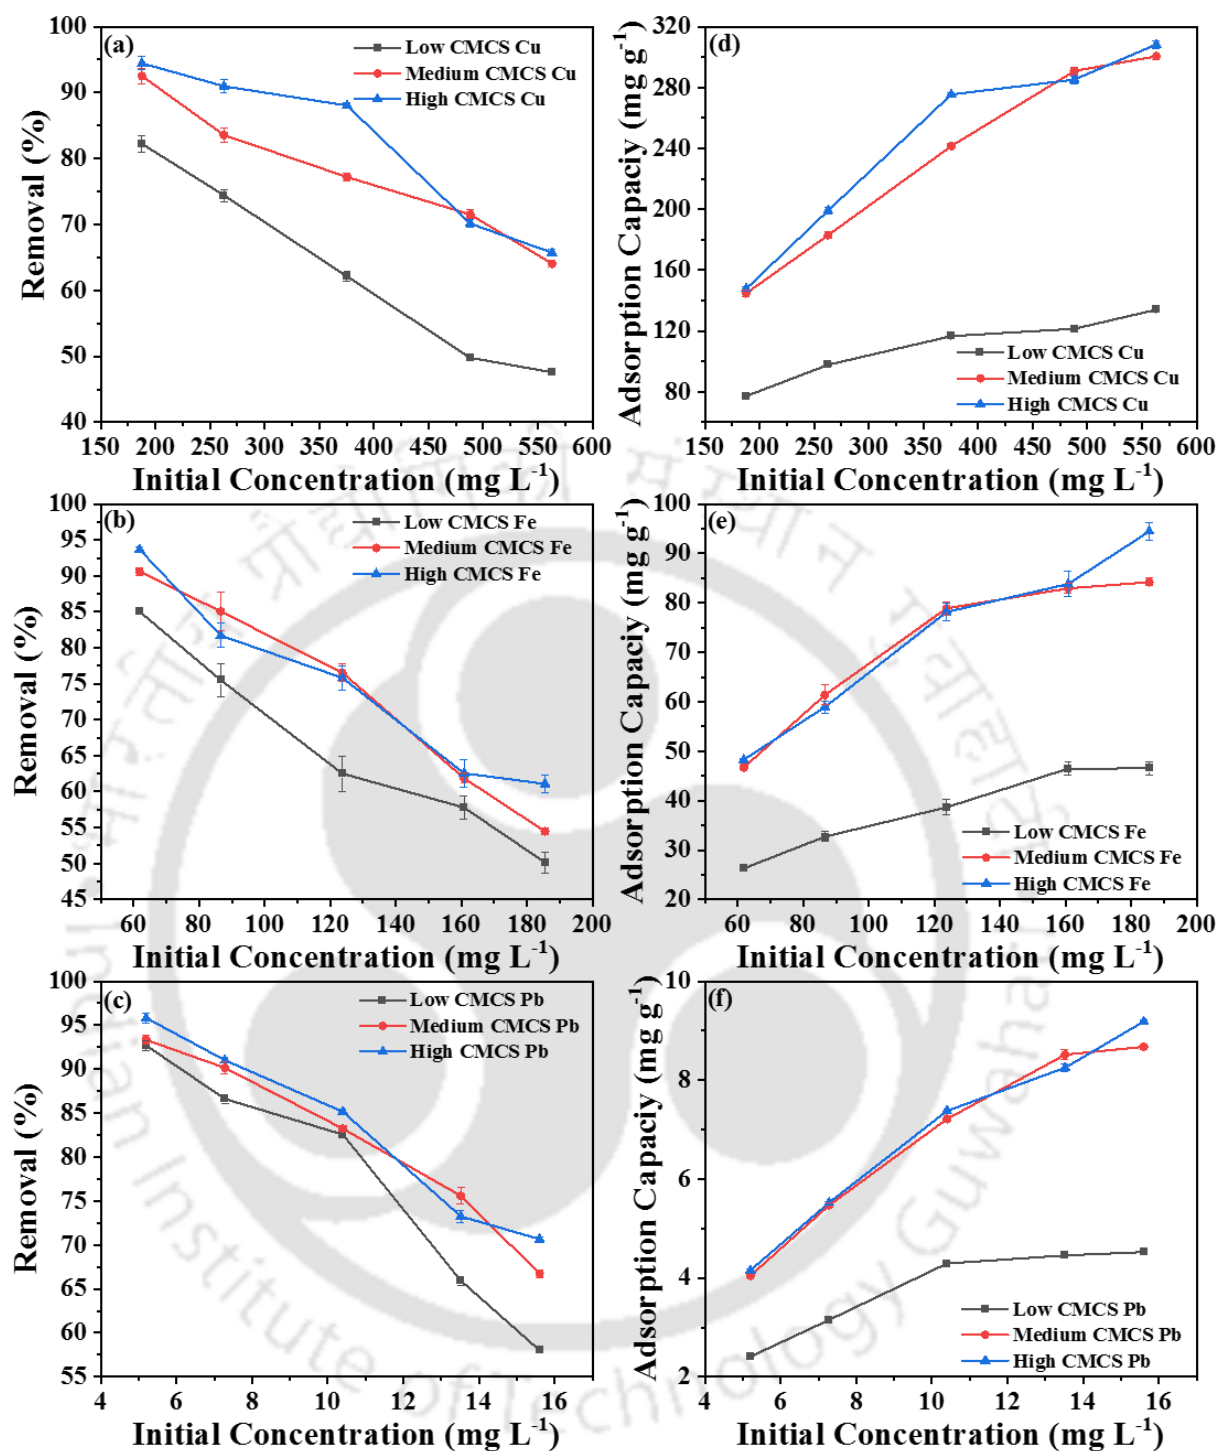 (a)
Low CMCS Cu
Medium CMCS Cu
High CMCS Cu
Removal (%)
100
90
80
70
60
50
40
150 200 250 300 350 400 450 500 550 600
Initial Concentration (mg L-1)
(d)
Low CMCS Cu
Medium CMCS Cu
High CMCS Cu
Adsorption Capaciy (mg g-1)
320
280
240
200
160
120
80
150 200 250 300 350 400 450 500 550 600
Initial Concentration (mg L-1)
(b)
Low CMCS Fe
Medium CMCS Fe
High CMCS Fe
Removal (%)
100
95
90
85
80
75
70
65
60
55
50
45
60 80 100 120 140 160 180 200
Initial Concentration (mg L-1)
(e)
Low CMCS Fe
Medium CMCS Fe
High CMCS Fe
Adsorption Capaciy (mg g-1)
100
90
80
70
60
50
40
30
20
60 80 100 120 140 160 180 200
Initial Concentration (mg L-1)
(c)
Low CMCS Pb
Medium CMCS Pb
High CMCS Pb
Removal (%)
100
95
90
85
80
75
70
65
60
55
4 6 8 10 12 14 16
Initial Concentration (mg L-1)
(f)
Low CMCS Pb
Medium CMCS Pb
High CMCS Pb
Adsorption Capaciy (mg g-1)
10
8
6
4
2
4 6 8 10 12 14 16
Initial Concentration (mg L-1)
Indian Institute of Technology Guwahati